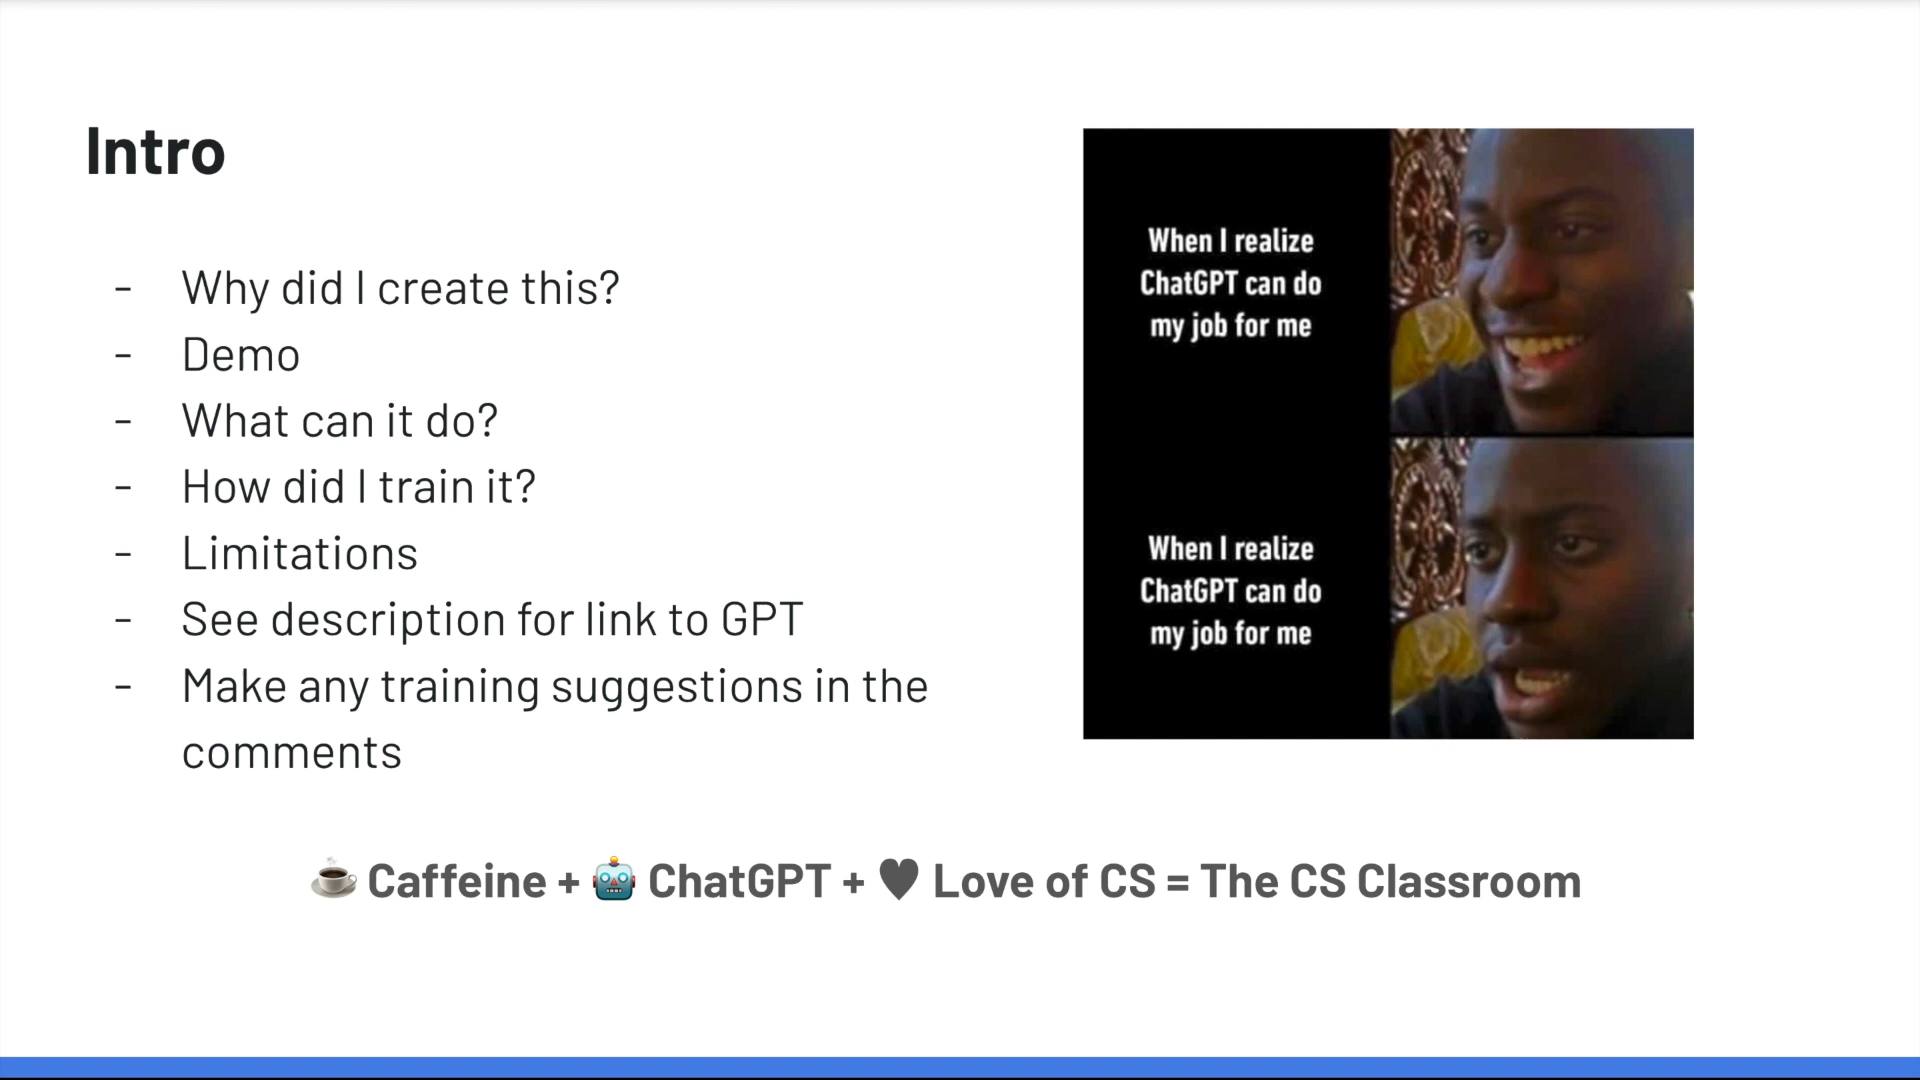 Intro
- Why did I create this?
- Demo
- What can it do?
- How did I train it?
- Limitations
- See description for link to GPT
- Make any training suggestions in the
comments
When I realize
ChatGPT can do
my job for me
When I realize
ChatGPT can do
my job for me
☕ Caffeine + 🤖 ChatGPT + ♥ Love of CS = The CS Classroom